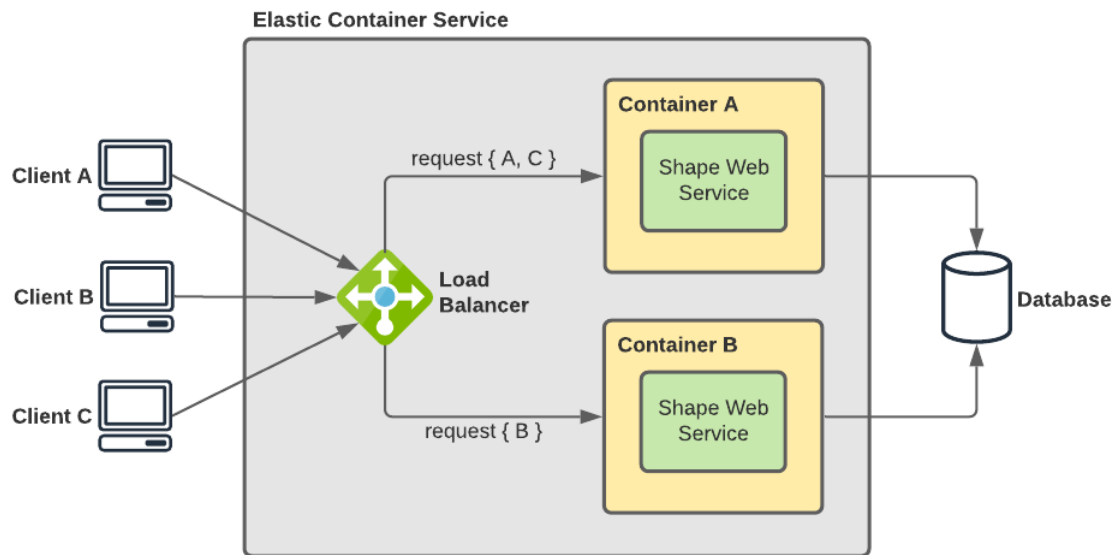 Elastic Container Service
Container A
Client A
request { A, C }
Shape Web
Service
Client B
Load
Balancer
Database
Container B
Client C
request { B }
Shape Web
Service